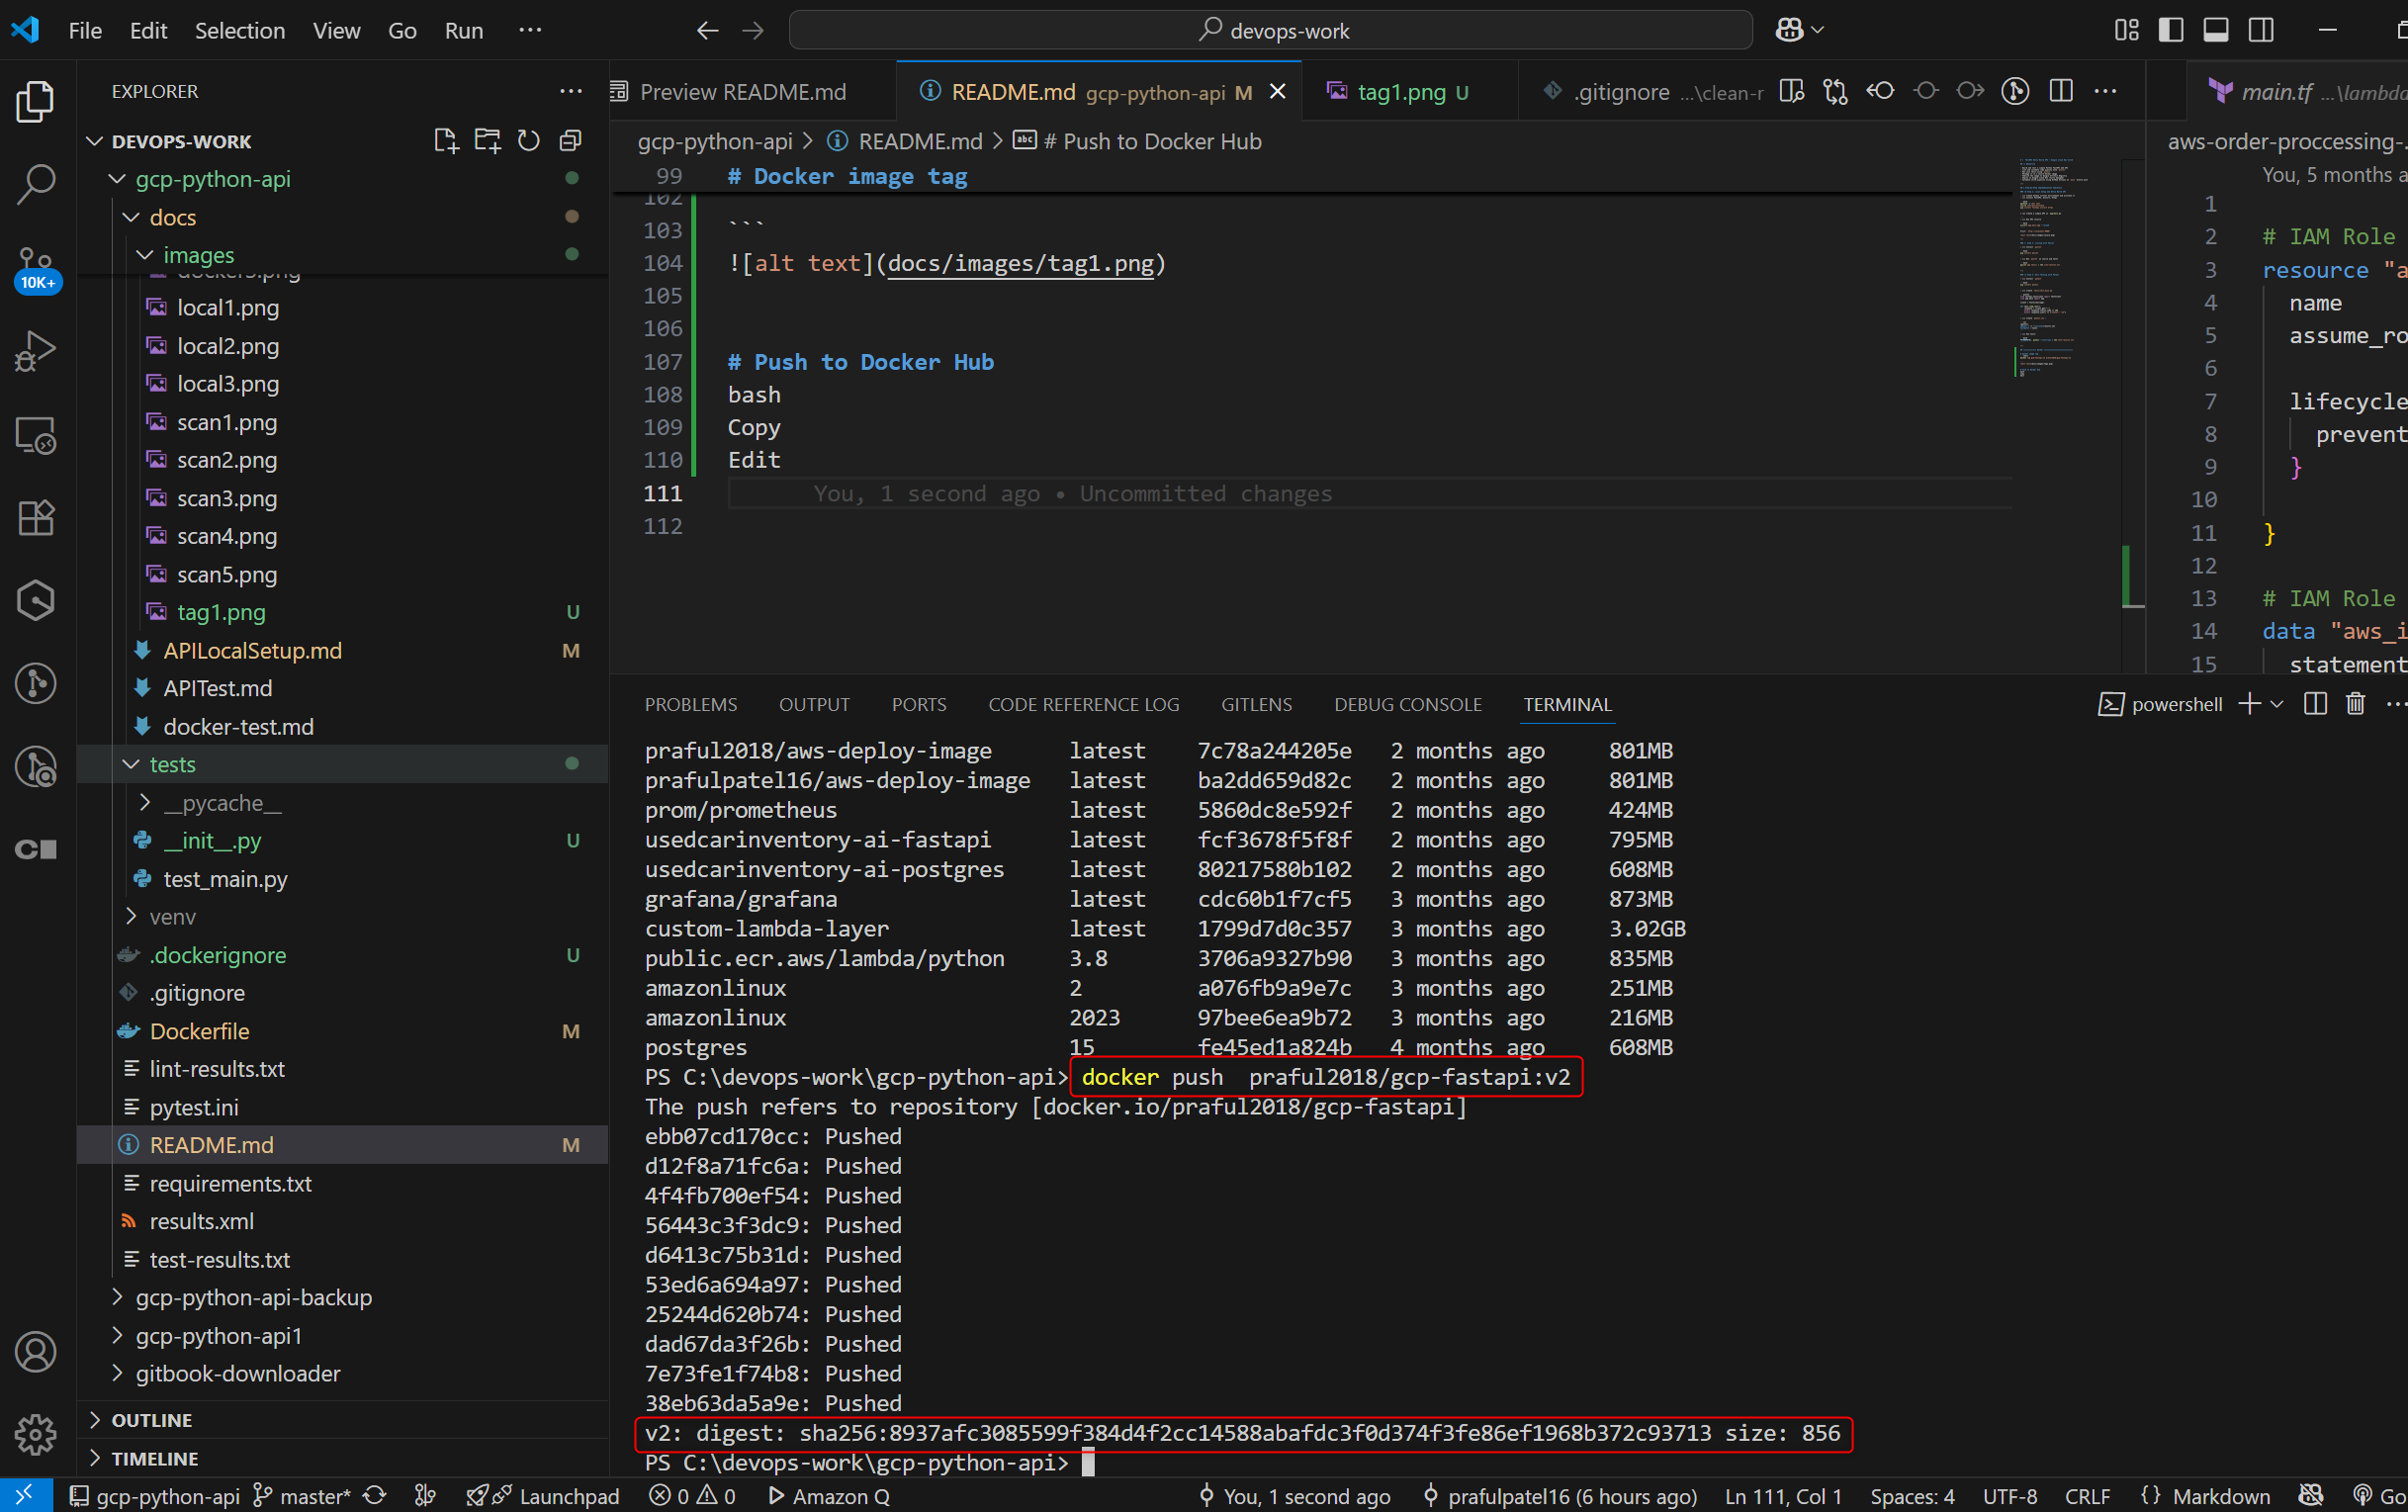 File Edit Selection View Go Run ···
devops-work
EXPLORER ···
DEVOPS-WORK
gcp-python-api
docs
images
docker5.png
local1.png
local2.png
local3.png
scan1.png
scan2.png
scan3.png
scan4.png
scan5.png
tag1.png U
APILocalSetup.md M
APITest.md
docker-test.md
tests
__pycache__
__init__.py U
test_main.py
venv
.dockerignore U
.gitignore
Dockerfile M
lint-results.txt
pytest.ini
README.md M
requirements.txt
results.xml
test-results.txt
gcp-python-api-backup
gcp-python-api1
gitbook-downloader
OUTLINE
TIMELINE
10K+
Preview README.md
README.md gcp-python-api M
tag1.png U
.gitignore ...\clean-r
main.tf ...\lambda
gcp-python-api > README.md > # Push to Docker Hub
99 # Docker image tag
102
103 ```
104 ![alt text](docs/images/tag1.png)
105
106
107 # Push to Docker Hub
108 bash
109 Copy
110 Edit
111 You, 1 second ago • Uncommitted changes
112
aws-order-proccessing-.
You, 5 months a
1
2 # IAM Role
3 resource "a
4 name
5 assume_ro
6
7 lifecycle
8 prevent
9 }
10
11 }
12
13 # IAM Role
14 data "aws_i
15 statement
PROBLEMS OUTPUT PORTS CODE REFERENCE LOG GITLENS DEBUG CONSOLE TERMINAL
powershell
praful2018/aws-deploy-image latest 7c78a244205e 2 months ago 801MB
prafulpatel16/aws-deploy-image latest ba2dd659d82c 2 months ago 801MB
prom/prometheus latest 5860dc8e592f 2 months ago 424MB
usedcarinventory-ai-fastapi latest fcf3678f5f8f 2 months ago 795MB
usedcarinventory-ai-postgres latest 80217580b102 2 months ago 608MB
grafana/grafana latest cdc60b1f7cf5 3 months ago 873MB
custom-lambda-layer latest 1799d7d0c357 3 months ago 3.02GB
public.ecr.aws/lambda/python 3.8 3706a9327b90 3 months ago 835MB
amazonlinux 2 a076fb9a9e7c 3 months ago 251MB
amazonlinux 2023 97bee6ea9b72 3 months ago 216MB
postgres 15 fe45ed1a824b 4 months ago 608MB
PS C:\devops-work\gcp-python-api> docker push  praful2018/gcp-fastapi:v2
The push refers to repository [docker.io/praful2018/gcp-fastapi]
ebb07cd170cc: Pushed
d12f8a71fc6a: Pushed
4f4fb700ef54: Pushed
56443c3f3dc9: Pushed
d6413c75b31d: Pushed
53ed6a694a97: Pushed
25244d620b74: Pushed
dad67da3f26b: Pushed
7e73fe1f74b8: Pushed
38eb63da5a9e: Pushed
v2: digest: sha256:8937afc3085599f384d4f2cc14588abafdc3f0d374f3fe86ef1968b372c93713 size: 856
PS C:\devops-work\gcp-python-api>
gcp-python-api master* Launchpad 0 0 Amazon Q You, 1 second ago prafulpatel16 (6 hours ago) Ln 111, Col 1 Spaces: 4 UTF-8 CRLF {} Markdown Go